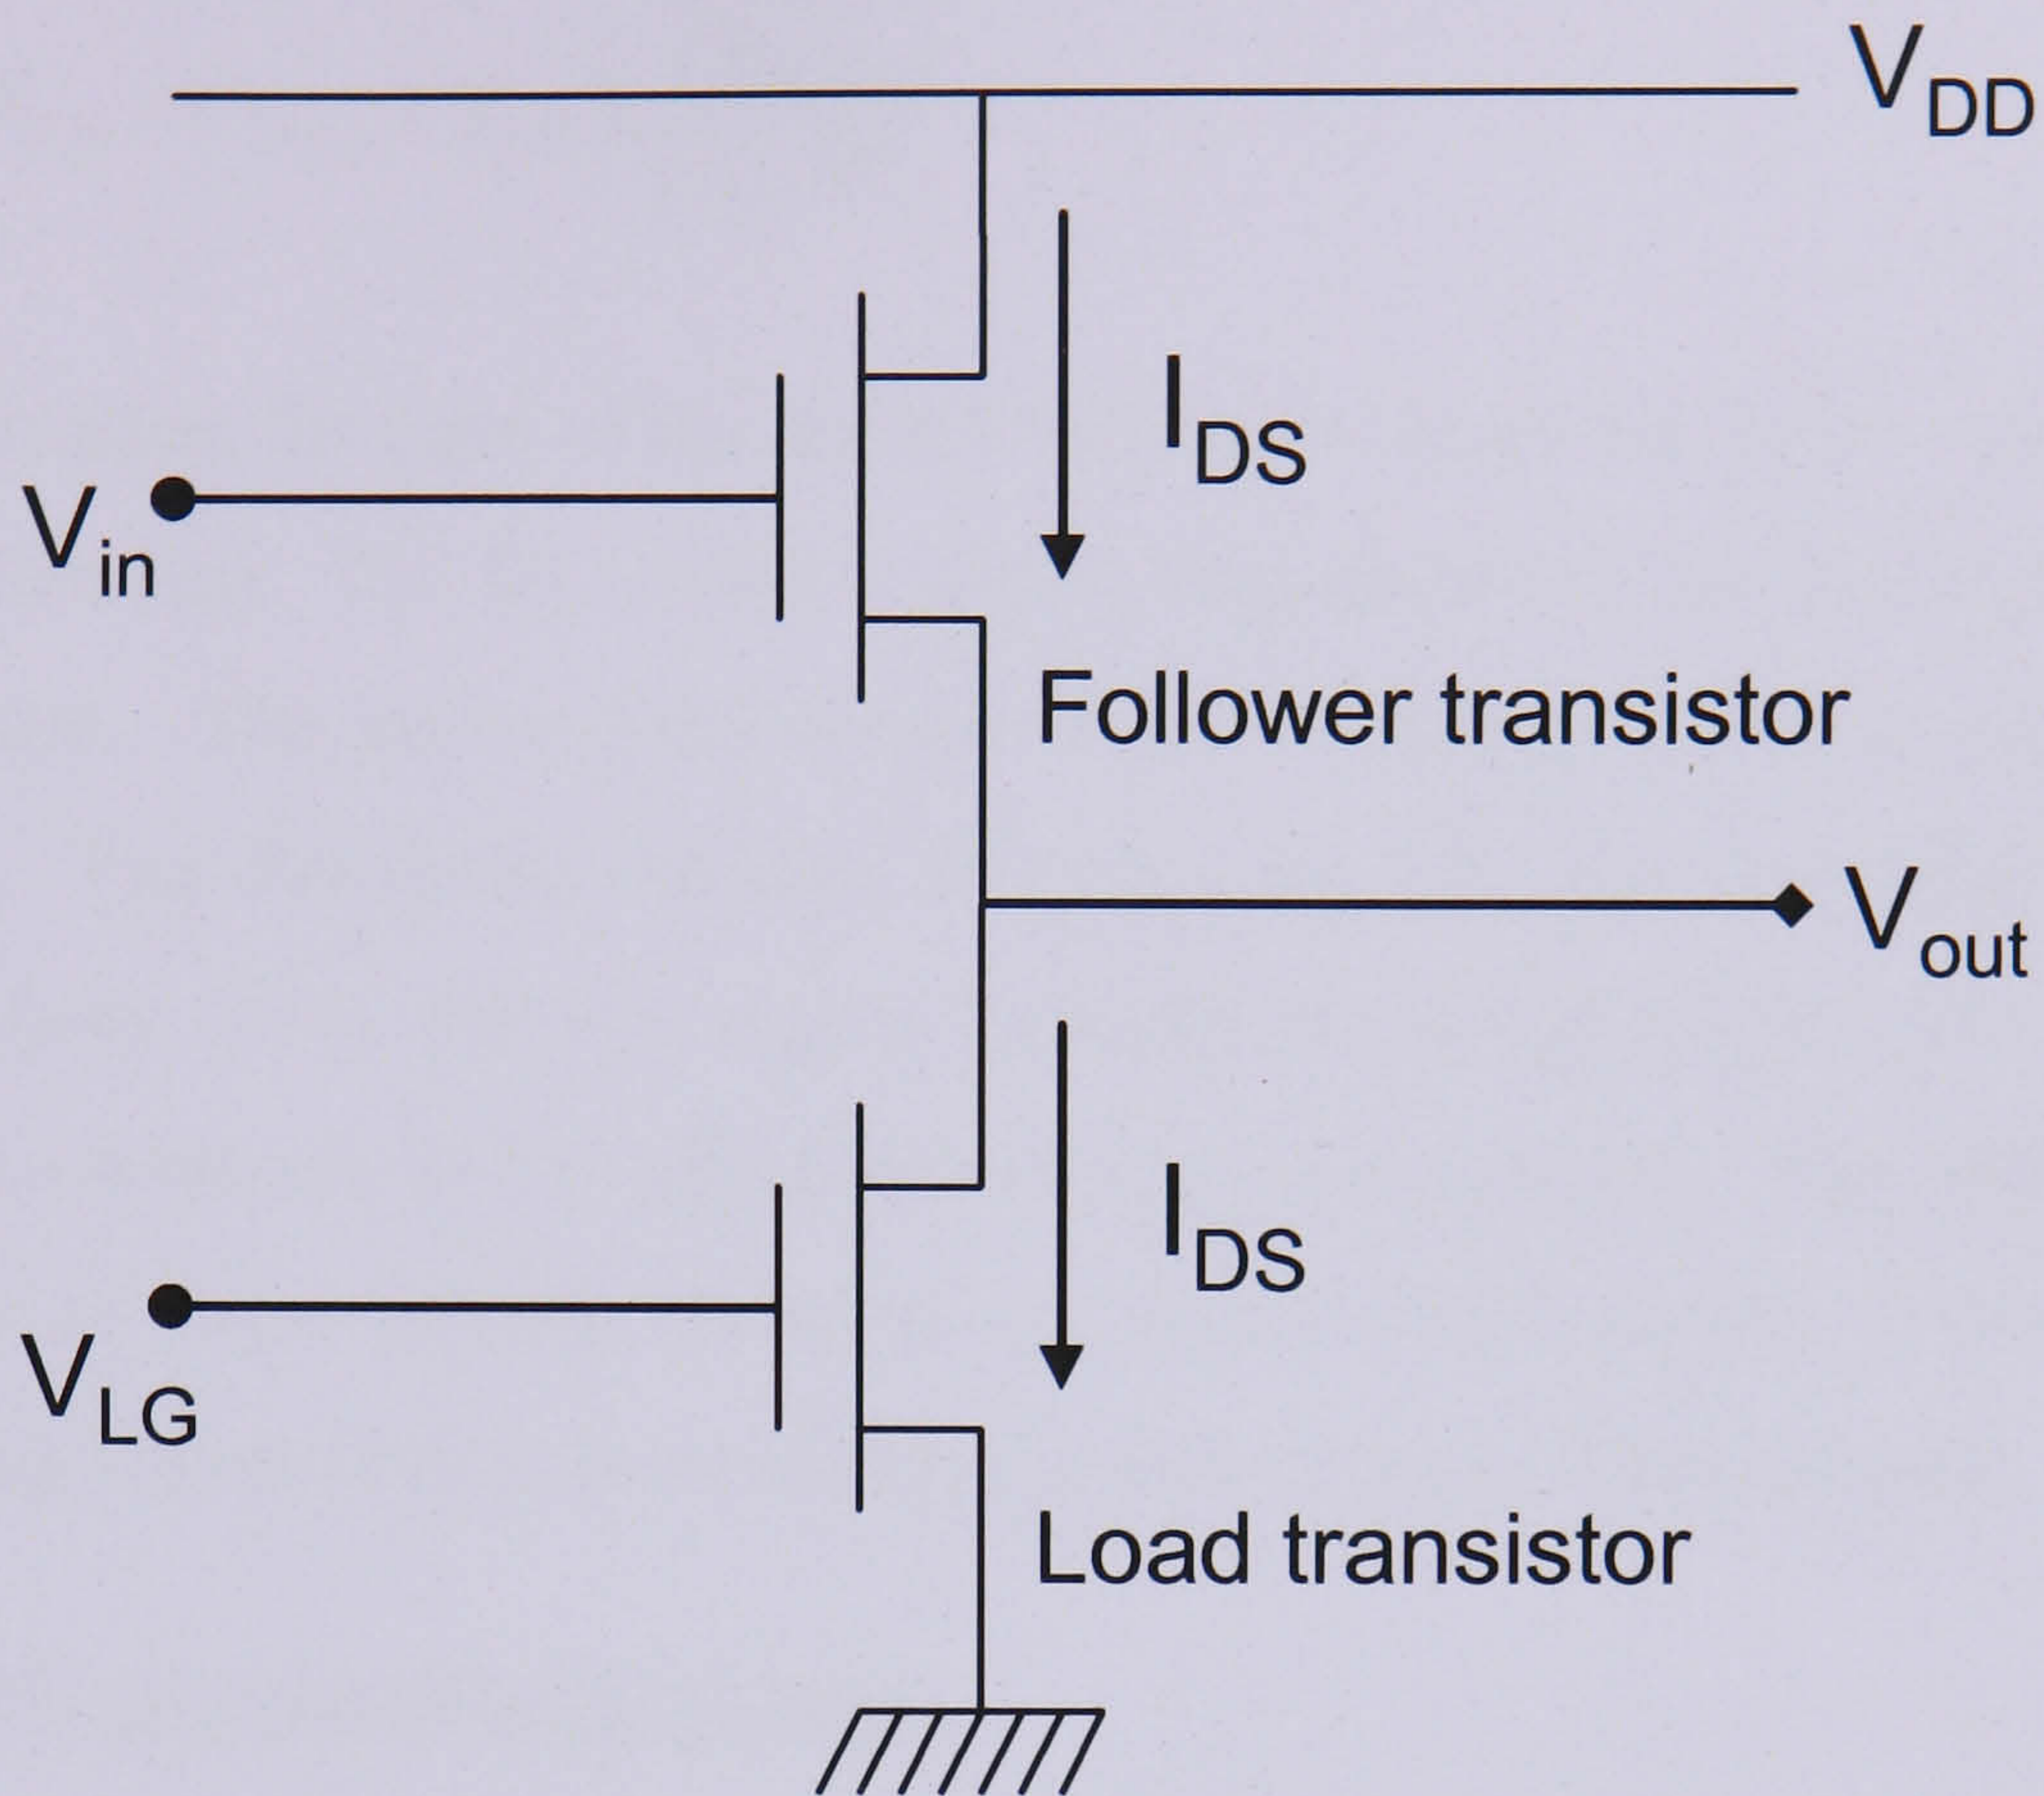 VDD
IDS
Vin
Follower transistor
Vout
IDS
VLG
Load transistor